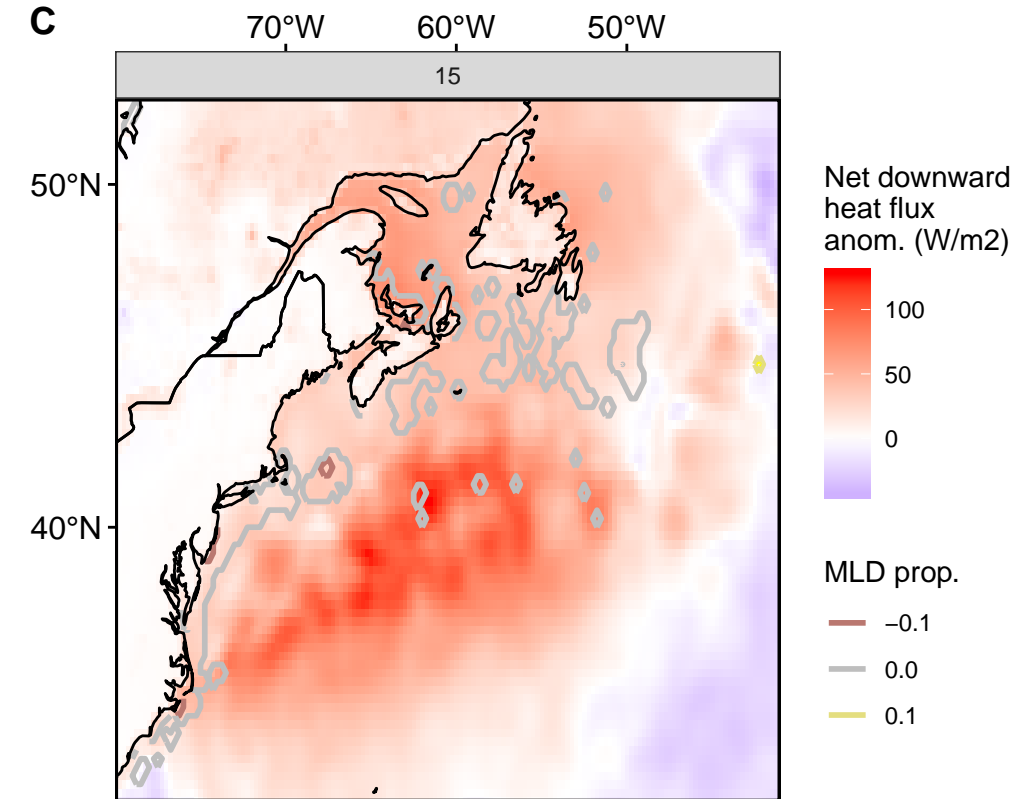 C
70°W 60°W 50°W
15
50°N
40°N
Net downward
heat flux
anom. (W/m2)
100
50
0
MLD prop.
−0.1
0.0
0.1